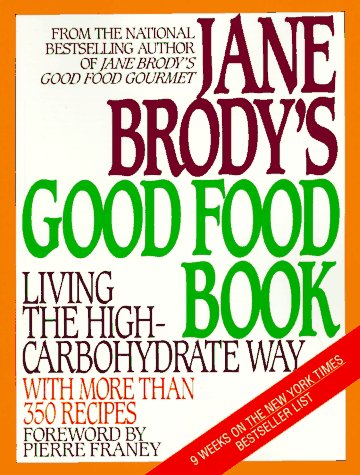 FROM THE NATIONAL
BESTSELLING AUTHOR
OF JANE BRODY'S
GOOD FOOD GOURMET
JANE
BRODY'S
GOOD FOOD
BOOK
LIVING
THE HIGH-
CARBOHYDRATE WAY
WITH MORE THAN
350 RECIPES
FOREWORD BY
PIERRE FRANEY
9 WEEKS ON THE NEW YORK TIMES
BESTSELLER LIST